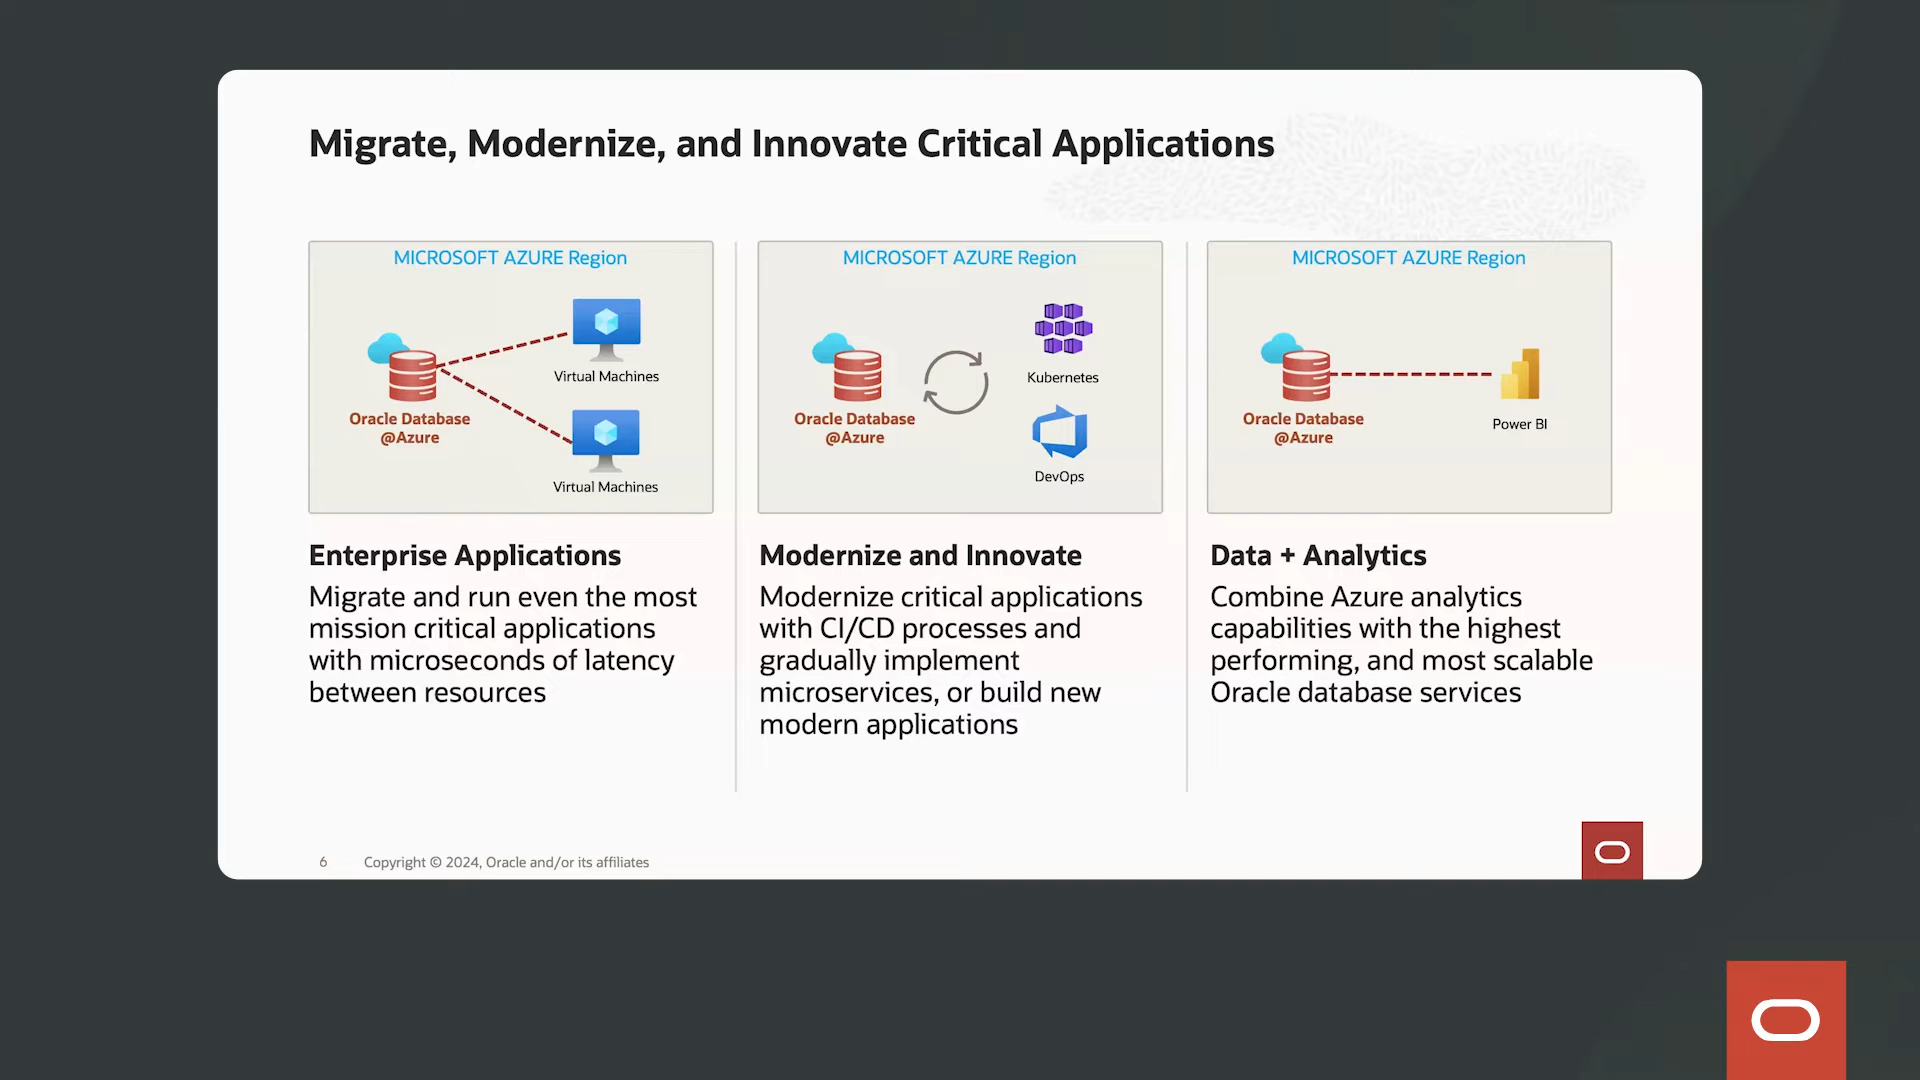 Migrate, Modernize, and Innovate Critical Applications
MICROSOFT AZURE Region
Virtual Machines
Oracle Database
@Azure
Virtual Machines
Enterprise Applications
Migrate and run even the most
mission critical applications
with microseconds of latency
between resources
MICROSOFT AZURE Region
Kubernetes
Oracle Database
@Azure
DevOps
Modernize and Innovate
Modernize critical applications
with CI/CD processes and
gradually implement
microservices, or build new
modern applications
MICROSOFT AZURE Region
Oracle Database
@Azure
Power BI
Data + Analytics
Combine Azure analytics
capabilities with the highest
performing, and most scalable
Oracle database services
6 Copyright © 2024, Oracle and/or its affiliates